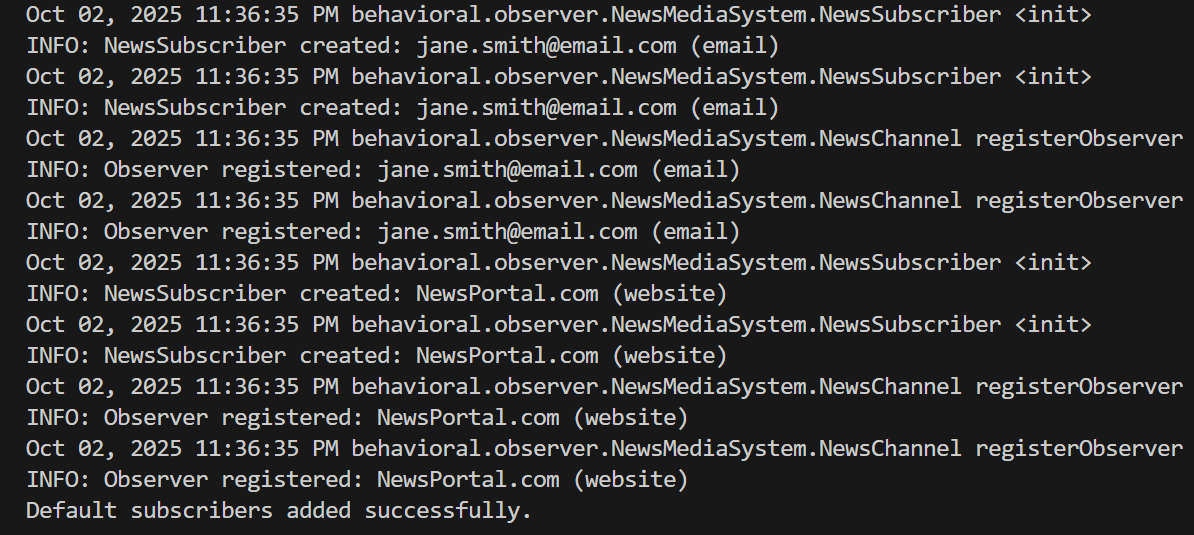 Oct 02, 2025 11:36:35 PM behavioral.observer.NewsMediaSystem.NewsSubscriber <init>
INFO: NewsSubscriber created: jane.smith@email.com (email)
Oct 02, 2025 11:36:35 PM behavioral.observer.NewsMediaSystem.NewsSubscriber <init>
INFO: NewsSubscriber created: jane.smith@email.com (email)
Oct 02, 2025 11:36:35 PM behavioral.observer.NewsMediaSystem.NewsChannel registerObserver
INFO: Observer registered: jane.smith@email.com (email)
Oct 02, 2025 11:36:35 PM behavioral.observer.NewsMediaSystem.NewsChannel registerObserver
INFO: Observer registered: jane.smith@email.com (email)
Oct 02, 2025 11:36:35 PM behavioral.observer.NewsMediaSystem.NewsSubscriber <init>
INFO: NewsSubscriber created: NewsPortal.com (website)
Oct 02, 2025 11:36:35 PM behavioral.observer.NewsMediaSystem.NewsSubscriber <init>
INFO: NewsSubscriber created: NewsPortal.com (website)
Oct 02, 2025 11:36:35 PM behavioral.observer.NewsMediaSystem.NewsChannel registerObserver
INFO: Observer registered: NewsPortal.com (website)
Oct 02, 2025 11:36:35 PM behavioral.observer.NewsMediaSystem.NewsChannel registerObserver
INFO: Observer registered: NewsPortal.com (website)
Default subscribers added successfully.